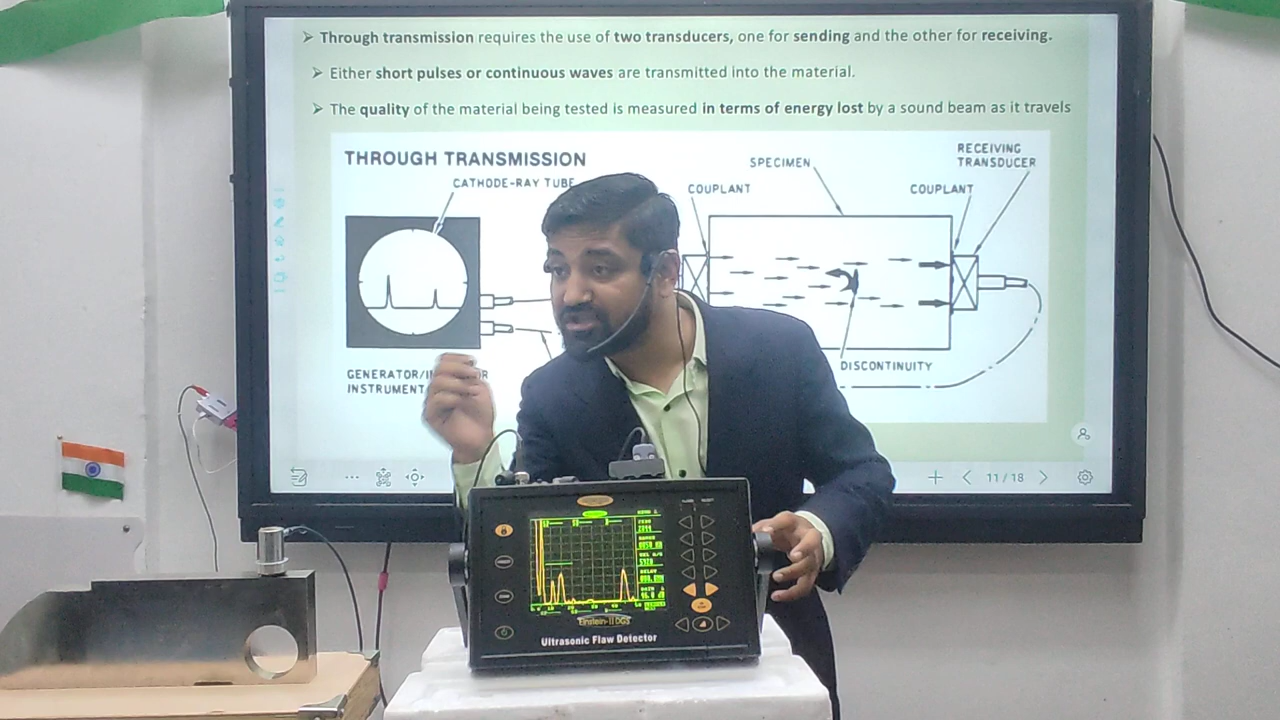 ➢ Through transmission requires the use of two transducers, one for sending and the other for receiving.
➢ Either short pulses or continuous waves are transmitted into the material.
➢ The quality of the material being tested is measured in terms of energy lost by a sound beam as it travels
THROUGH TRANSMISSION
CATHODE-RAY TUBE
COUPLANT
SPECIMEN
COUPLANT
RECEIVING
TRANSDUCER
DISCONTINUITY
GENERATOR/
INSTRUMENT
11 / 18
Einstein-II DGS
Ultrasonic Flaw Detector